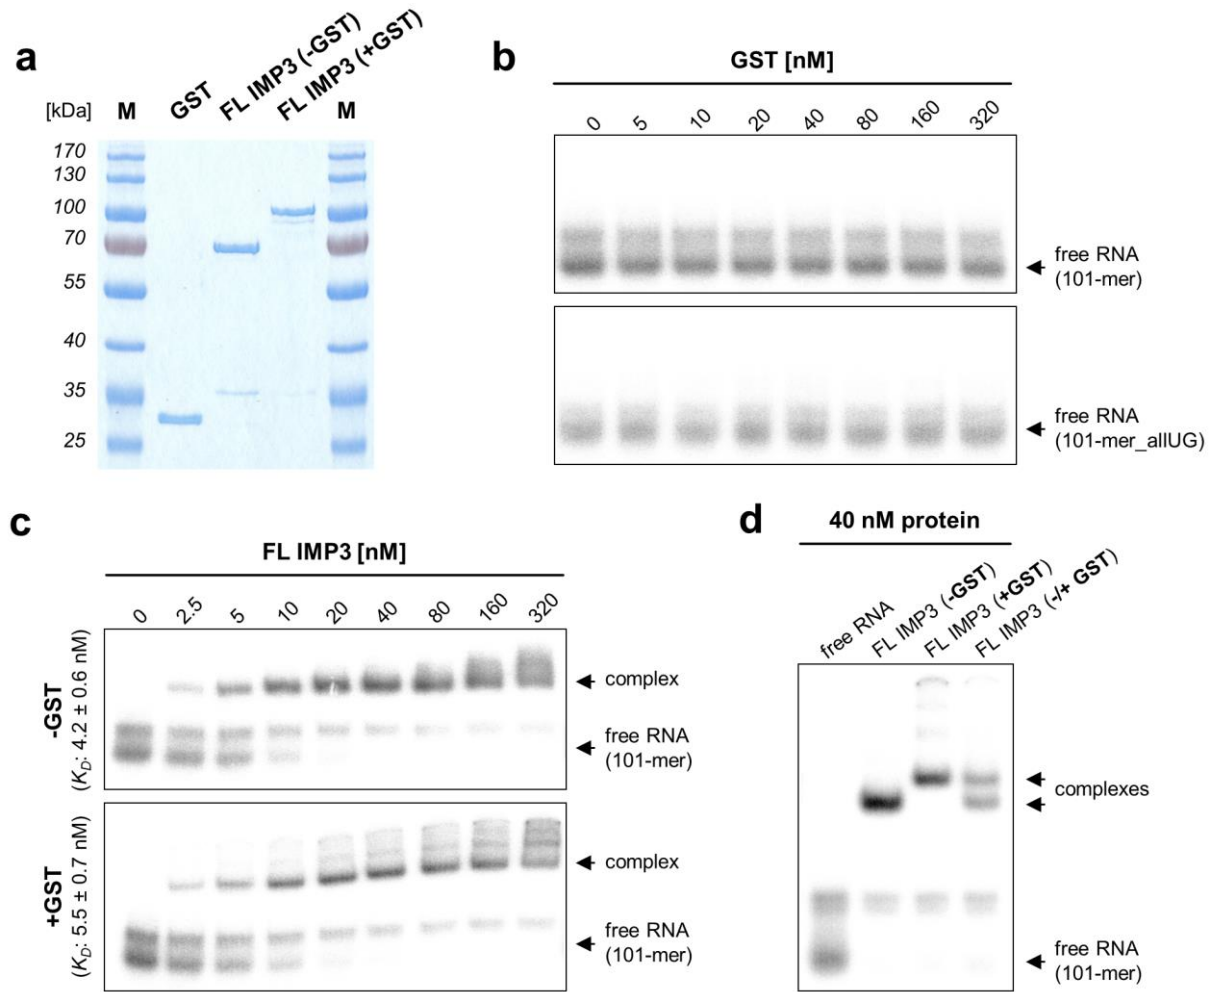 a
[kDa]
M
GST
FL IMP3 (-GST)
FL IMP3 (+GST)
M
170
130
100
70
55
40
35
25
b
GST [nM]
0 5 10 20 40 80 160 320
free RNA
(101-mer)
free RNA
(101-mer_allUG)
c
FL IMP3 [nM]
0 2.5 5 10 20 40 80 160 320
-GST
(KD: 4.2 ± 0.6 nM)
complex
free RNA
(101-mer)
+GST
(KD: 5.5 ± 0.7 nM)
complex
free RNA
(101-mer)
d
40 nM protein
free RNA
FL IMP3 (-GST)
FL IMP3 (+GST)
FL IMP3 (-/+ GST)
complexes
free RNA
(101-mer)